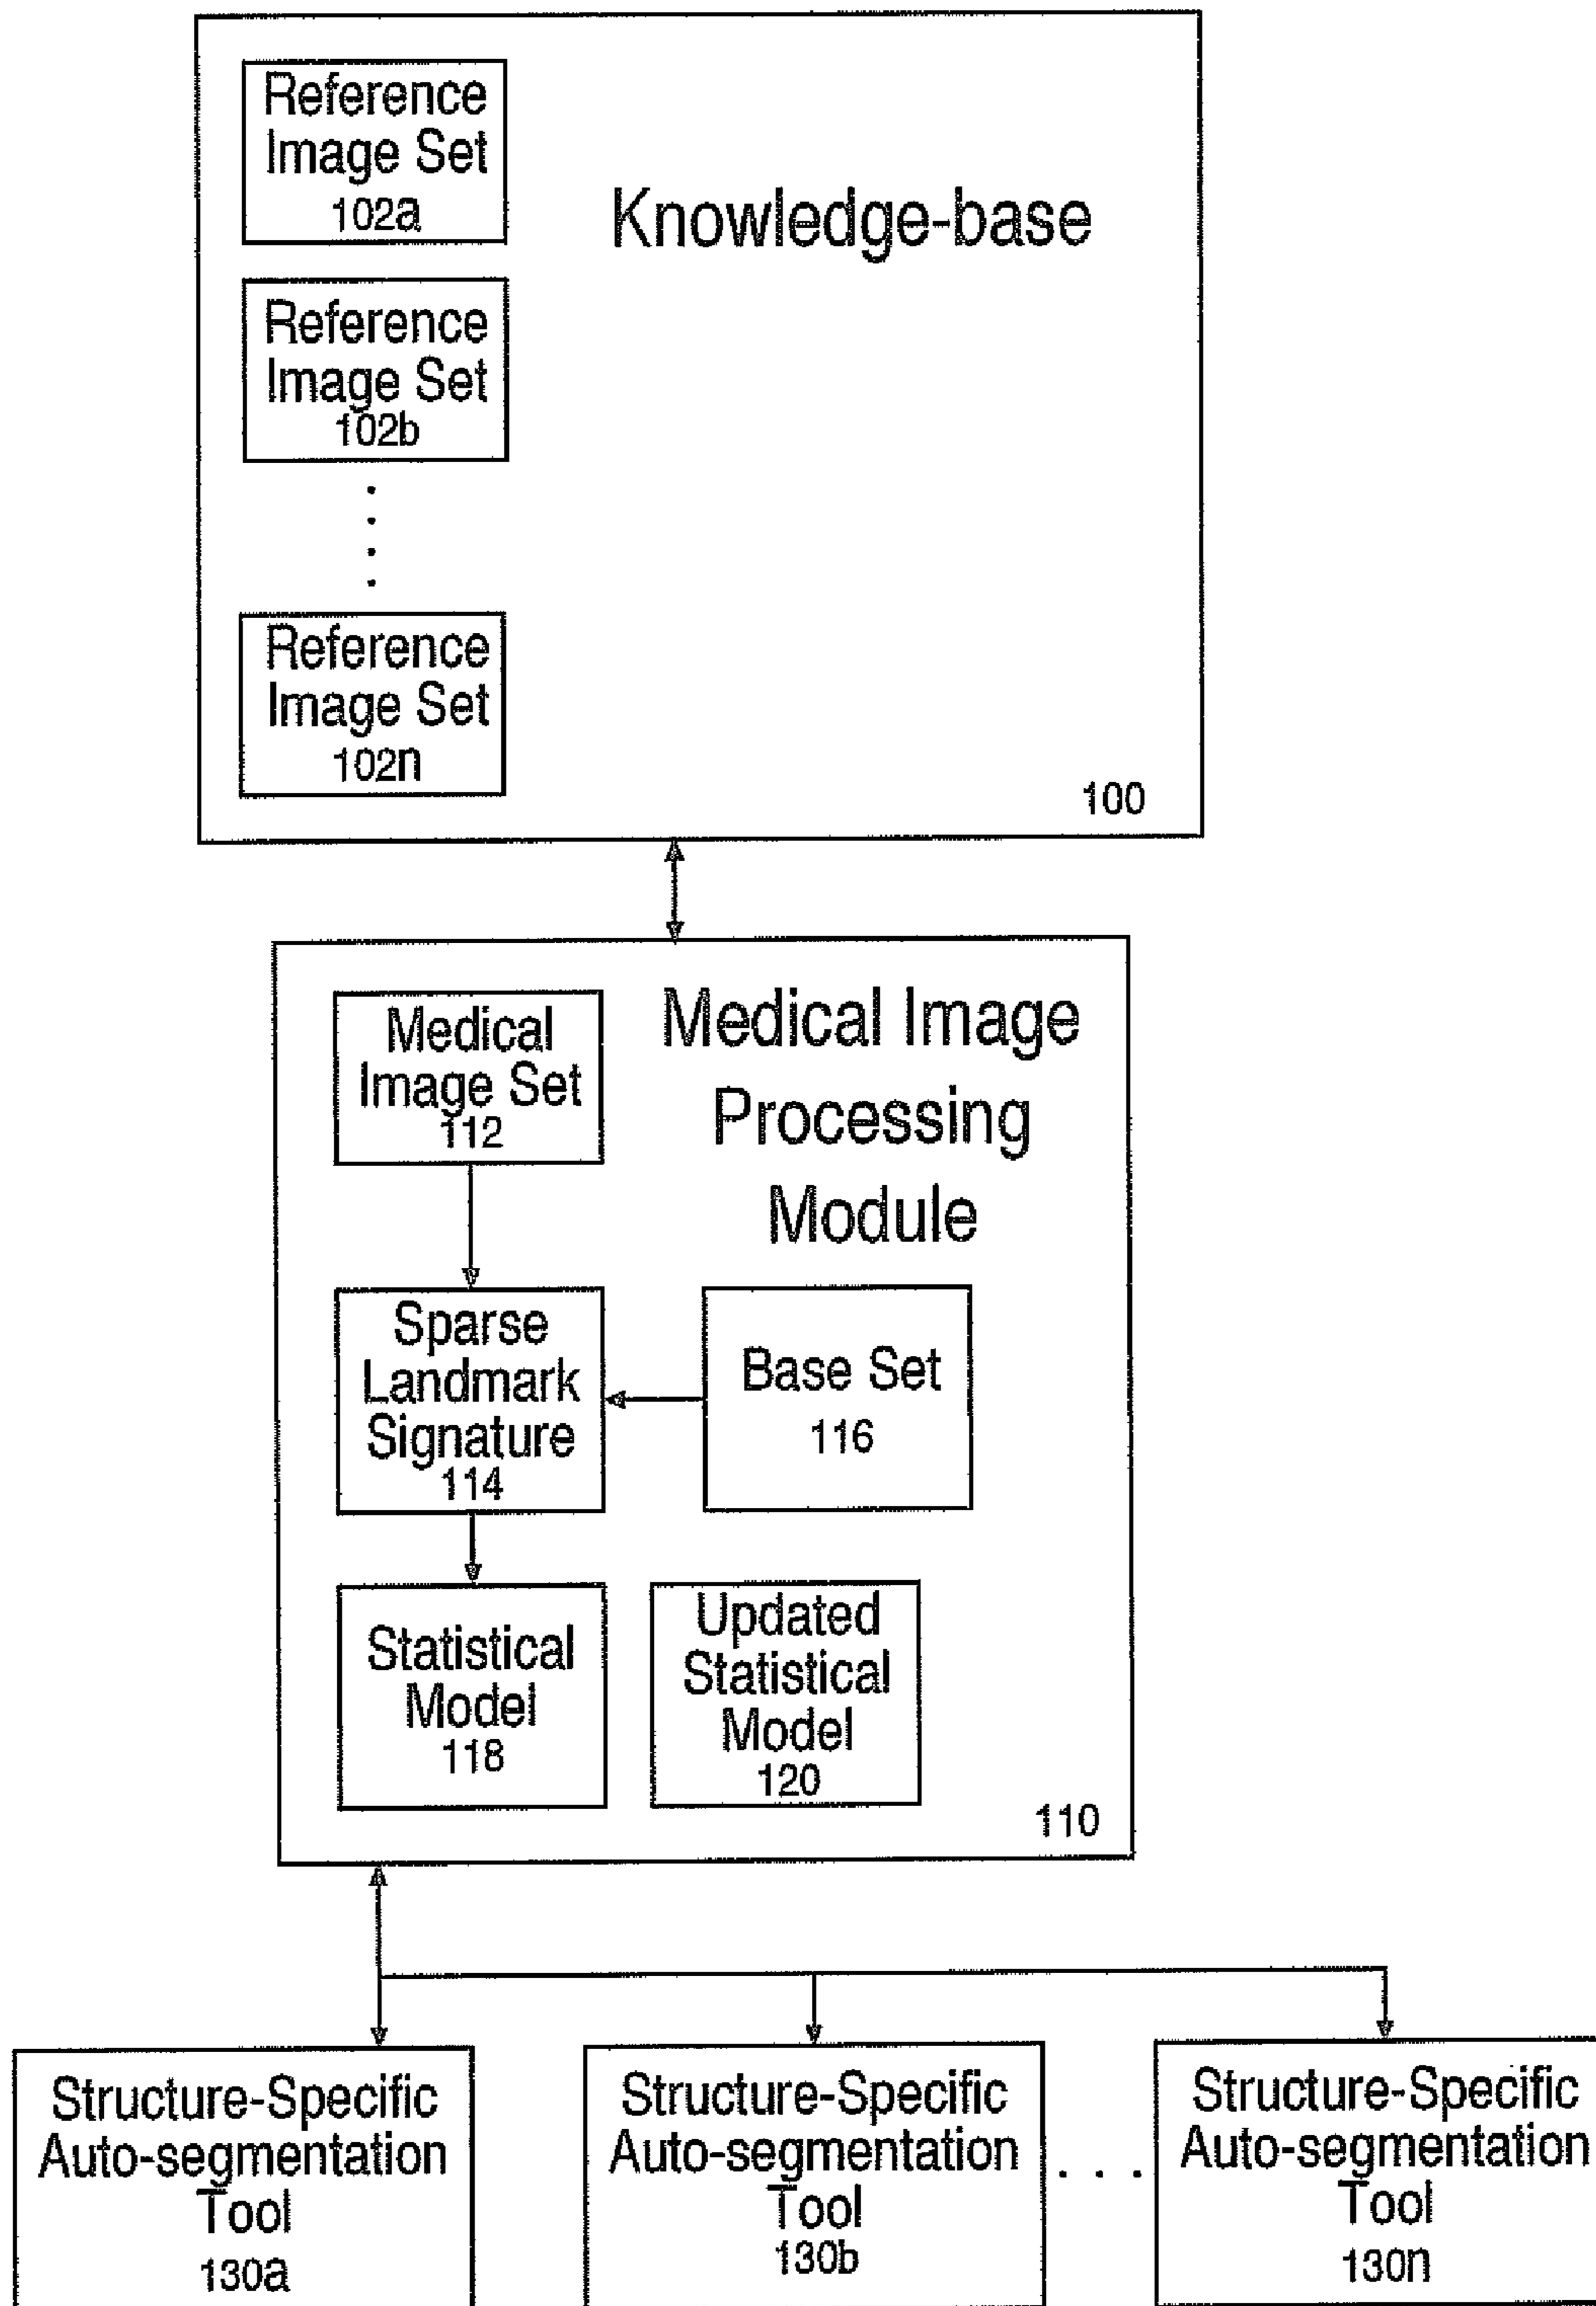 Reference
Image Set
102a
Knowledge-base
Reference
Image Set
102b
Reference
Image Set
102n
100
Medical
Image Set
112
Medical Image
Processing
Module
Sparse
Landmark
Signature
114
Base Set
116
Statistical
Model
118
Updated
Statistical
Model
120
110
Structure-Specific
Auto-segmentation
Tool
130a
Structure-Specific
Auto-segmentation
Tool
130b
. . .
Structure-Specific
Auto-segmentation
Tool
130n